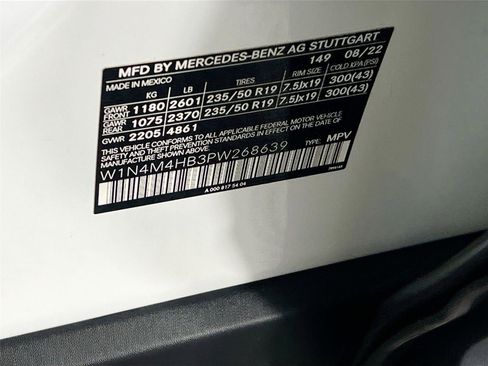 MFD BY MERCEDES-BENZ AG STUTTGART
MADE IN MEXICO 149 08/22
KG LB TIRES RIM SIZE COLD KPA(PSI)
GAWR FRONT 1180 2601 235/50 R19 7.5Jx19 300(43)
GAWR REAR 1075 2370 235/50 R19 7.5Jx19 300(43)
GVWR 2205 4861
THIS VEHICLE CONFORMS TO ALL APPLICABLE FEDERAL MOTOR VEHICLE
SAFETY AND THEFT PREVENTION STANDARDS IN EFFECT ON THE DATE OF
MANUFACTURE SHOWN ABOVE.
W1N4M4HB3PW268639 TYPE: MPV
A 000 817 54 04